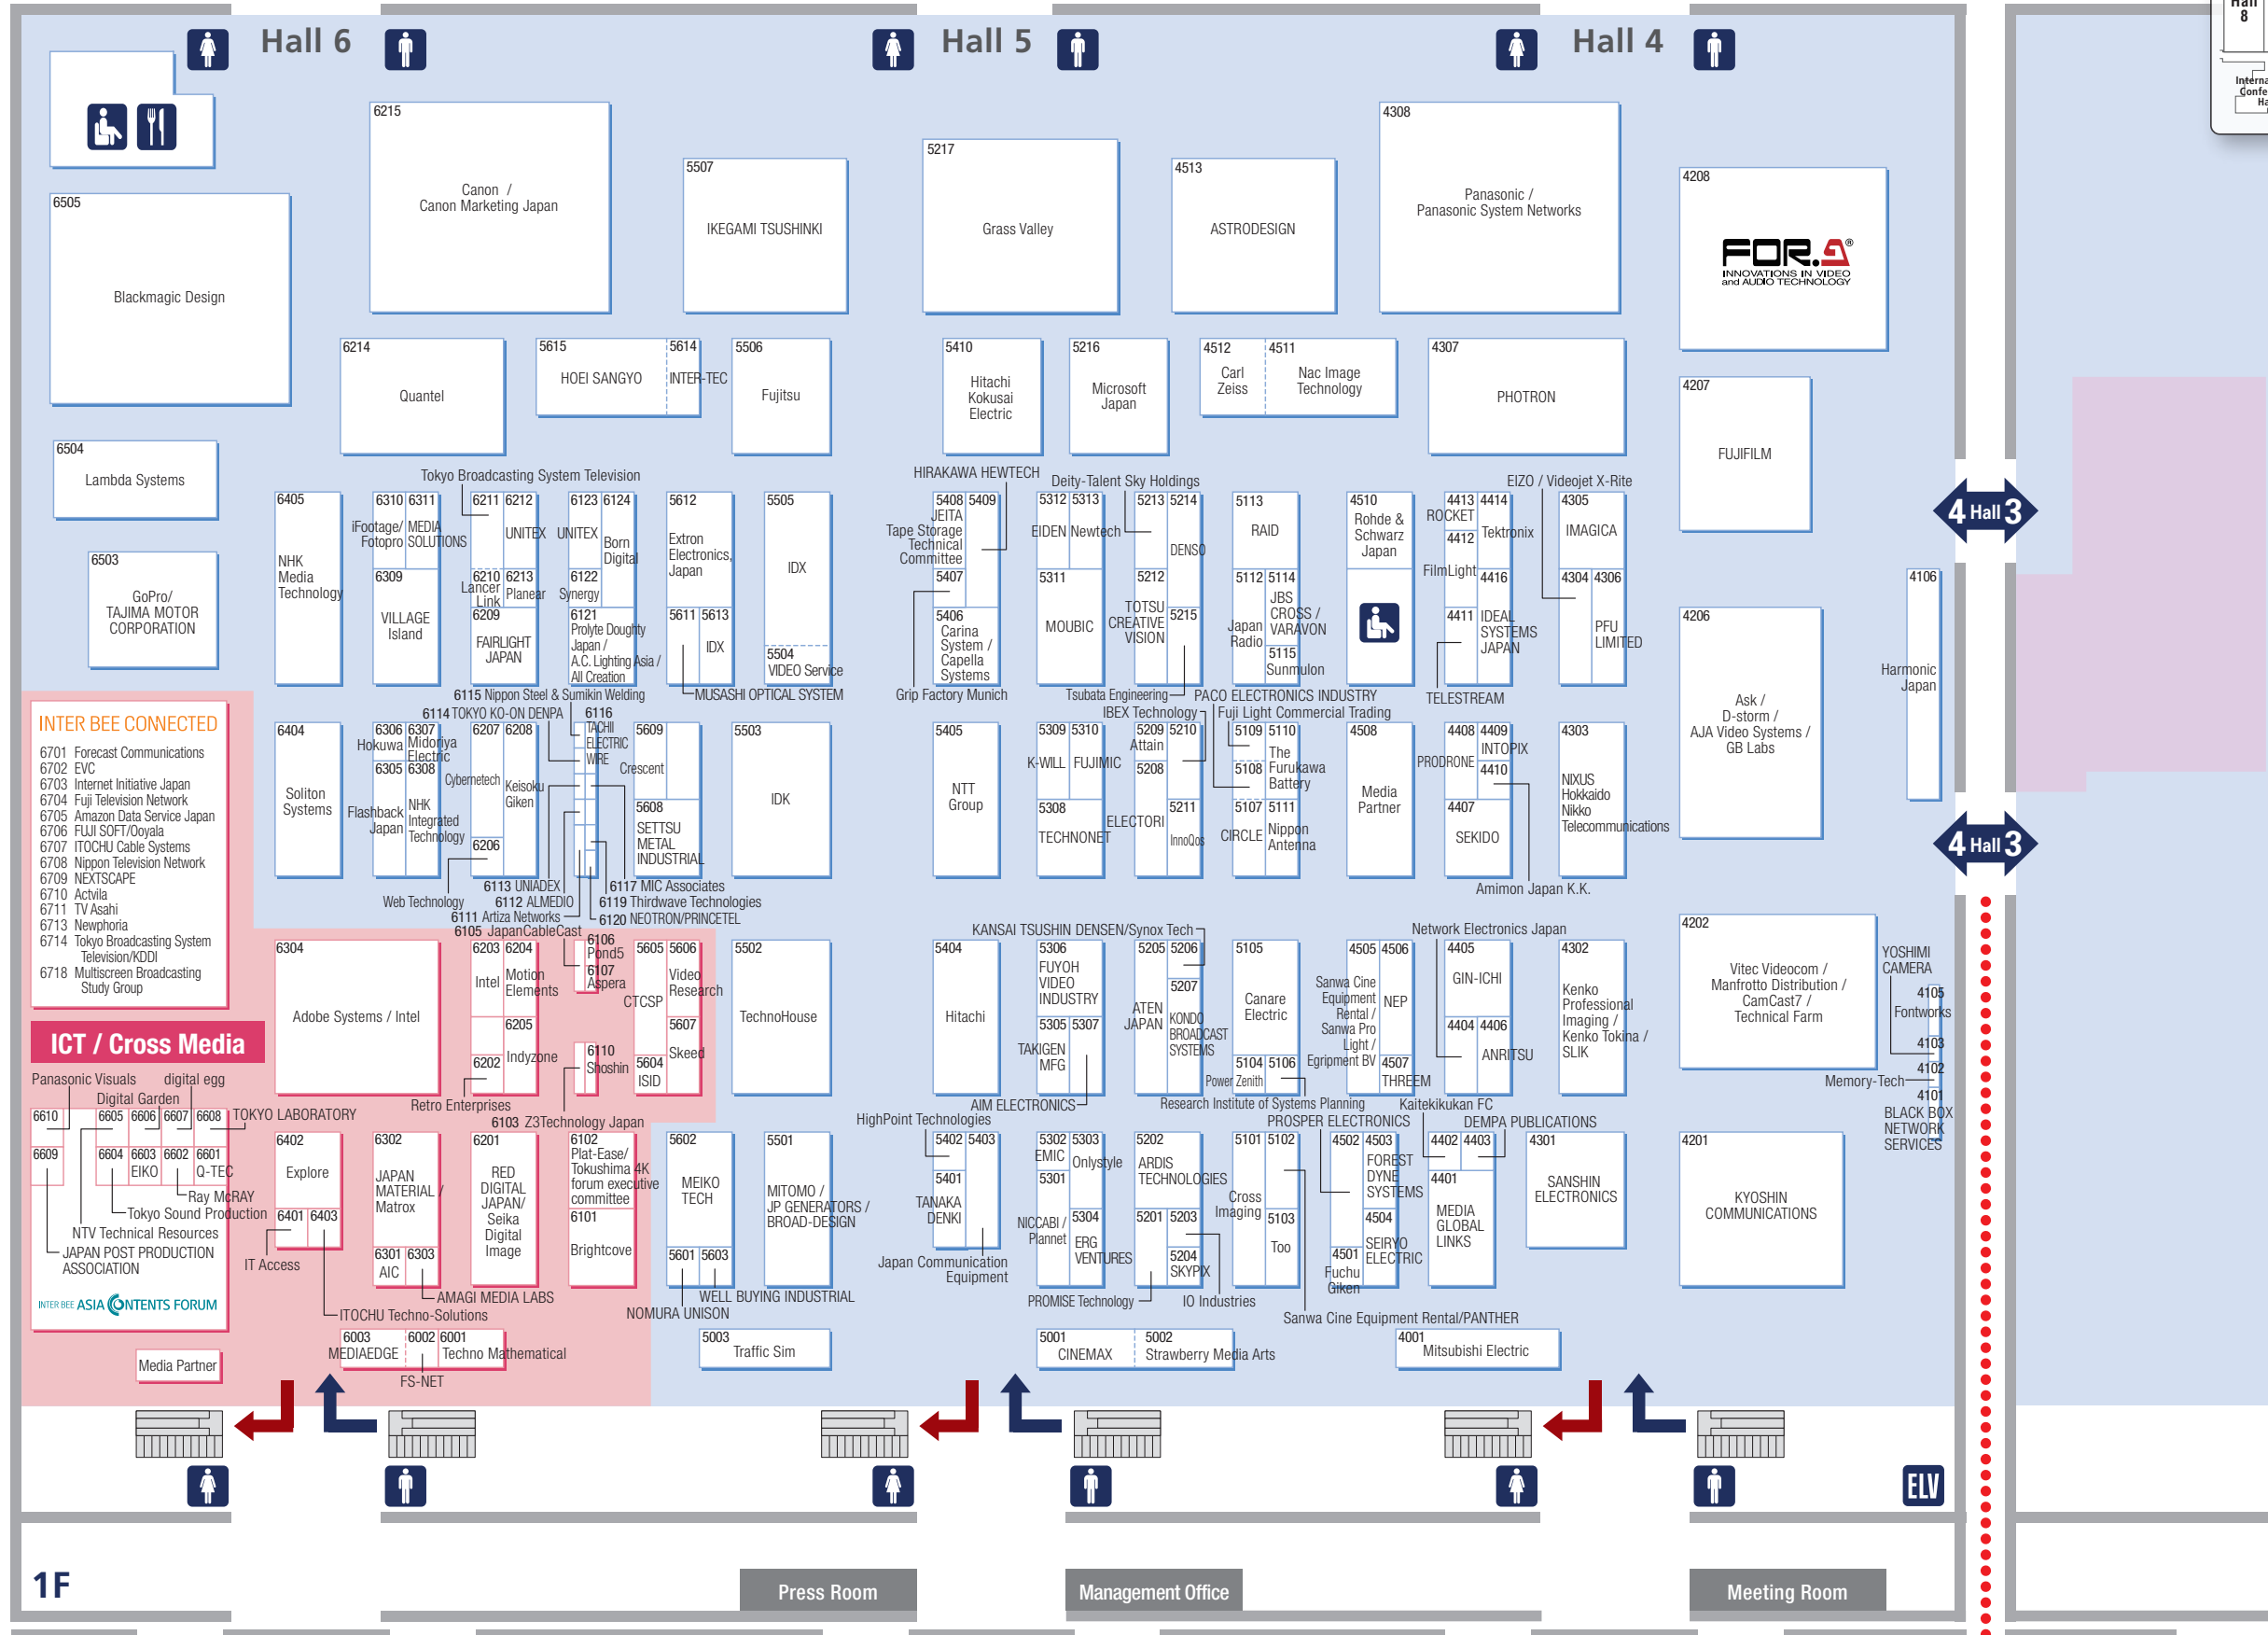 Hall 6
Hall 5
Hall 4
Hall
8
6215
Canon /
Canon Marketing Japan
5507
IKEGAMI TSUSHINKI
5217
Grass Valley
4513
ASTRODESIGN
4308
Panasonic /
Panasonic System Networks
4208
FOR.A®
INNOVATIONS IN VIDEO
and AUDIO TECHNOLOGY
6505
Blackmagic Design
6214
Quantel
5615
HOEI SANGYO
5614
INTER-TEC
5506
Fujitsu
5410
Hitachi
Kokusai
Electric
5216
Microsoft
Japan
4512
Carl
Zeiss
4511
Nac Image
Technology
4307
PHOTRON
4207
FUJIFILM
6504
Lambda Systems
6503
GoPro/
TAJIMA MOTOR
CORPORATION
6405
NHK
Media
Technology
6310
iFootage/
Fotopro
6311
MEDIA
SOLUTIONS
6309
VILLAGE
Island
Tokyo Broadcasting System Television
6211
6212
UNITEX
6210
Lancer
Link
6213
Planear
6209
FAIRLIGHT
JAPAN
6123
UNITEX
6124
Born
Digital
6122
Synergy
6121
Prolyte Doughty
Japan /
A.C. Lighting Asia /
All Creation
5612
Extron
Electronics,
Japan
5611
5613
IDX
MUSASHI OPTICAL SYSTEM
5505
IDX
5504
VIDEO Service
HIRAKAWA HEWTECH
5408
5409
JEITA
Tape Storage
Technical
Committee
5407
5406
Carina
System /
Capella
Systems
Grip Factory Munich
5312
EIDEN
5313
Newtech
5311
MOUBIC
Deity-Talent Sky Holdings
5213
5214
DENSO
5212
TOTSU
CREATIVE
VISION
5215
Tsubata Engineering
5113
RAID
5112
Japan
Radio
5114
JBS
CROSS /
VARAVON
5115
Sunmulon
4510
Rohde &
Schwarz
Japan
4413
ROCKET
4414
Tektronix
4412
FilmLight
4416
IDEAL
SYSTEMS
JAPAN
4411
TELESTREAM
EIZO / Videojet X-Rite
4305
IMAGICA
4304
4306
PFU
LIMITED
4206
Ask /
D-storm /
AJA Video Systems /
GB Labs
4106
Harmonic
Japan
4 Hall 3
4 Hall 3
INTER BEE CONNECTED
6701 Forecast Communications
6702 EVC
6703 Internet Initiative Japan
6704 Fuji Television Network
6705 Amazon Data Service Japan
6706 FUJI SOFT/Ooyala
6707 ITOCHU Cable Systems
6708 Nippon Television Network
6709 NEXTSCAPE
6710 Actvila
6711 TV Asahi
6713 Newphoria
6714 Tokyo Broadcasting System
Television/KDDI
6718 Multiscreen Broadcasting
Study Group
6404
Soliton
Systems
6306
Hokuwa
6307
Midoriya
Electric
6305
Flashback
Japan
6308
NHK
Integrated
Technology
6207
Cybernetech
6208
Keisoku
Giken
6206
Web Technology
6115 Nippon Steel & Sumikin Welding
6114 TOKYO KO-ON DENPA
6116
TACHII
ELECTRIC
WIRE
6113 UNIADEX
6112 ALMEDIO
6111 Artiza Networks
6117 MIC Associates
6119 Thirdwave Technologies
6120 NEOTRON/PRINCETEL
5609
Crescent
5608
SETTSU
METAL
INDUSTRIAL
5503
IDK
5405
NTT
Group
5309
K-WILL
5310
FUJIMIC
5308
TECHNONET
IBEX Technology
5209
Attain
5210
5208
ELECTORI
5211
InnoQos
PACO ELECTRONICS INDUSTRY
Fuji Light Commercial Trading
5109
5110
The
Furukawa
Battery
5108
5107
CIRCLE
5111
Nippon
Antenna
4508
Media
Partner
4408
PRODRONE
4409
INTOPIX
4410
4407
SEKIDO
Amimon Japan K.K.
4303
NIXUS
Hokkaido
Nikko
Telecommunications
4202
Vitec Videocom /
Manfrotto Distribution /
CamCast7 /
Technical Farm
YOSHIMI
CAMERA
4105
Fontworks
4103
4102
Memory-Tech
4101
BLACK BOX
NETWORK
SERVICES
6304
Adobe Systems / Intel
6203
Intel
6204
Motion
Elements
6205
Indyzone
6202
Retro Enterprises
6105 JapanCableCast
6106
Pond5
6107
Aspera
6110
Shoshin
6103 Z3Technology Japan
5605
CTCSP
5606
Video
Research
5607
Skeed
5604
ISID
5502
TechnoHouse
5404
Hitachi
5306
FUYOH
VIDEO
INDUSTRY
5305
TAKIGEN
MFG
5307
AIM ELECTRONICS
KANSAI TSUSHIN DENSEN/Synox Tech
5205
ATEN
JAPAN
5206
5207
KONDO
BROADCAST
SYSTEMS
5105
Canare
Electric
5104
Power Zenith
5106
Research Institute of Systems Planning
4505
Sanwa Cine
Equipment
Rental /
Sanwa Pro
Light /
Egripment BV
4506
NEP
4507
THREEM
Network Electronics Japan
4405
GIN-ICHI
4404
4406
ANRITSU
4302
Kenko
Professional
Imaging /
Kenko Tokina /
SLIK
ICT / Cross Media
Panasonic Visuals
digital egg
Digital Garden
TOKYO LABORATORY
6610
6605
6606
6607
6608
6609
6604
6603
EIKO
6602
6601
Q-TEC
Ray McRAY
Tokyo Sound Production
NTV Technical Resources
JAPAN POST PRODUCTION
ASSOCIATION
INTER BEE ASIA CONTENTS FORUM
Media Partner
6402
Explore
6401
6403
IT Access
ITOCHU Techno-Solutions
6302
JAPAN
MATERIAL /
Matrox
6301
AIC
6303
AMAGI MEDIA LABS
6201
RED
DIGITAL
JAPAN/
Seika
Digital
Image
6102
Plat-Ease/
Tokushima 4K
forum executive
committee
6101
Brightcove
5602
MEIKO
TECH
5601
5603
WELL BUYING INDUSTRIAL
NOMURA UNISON
5501
MITOMO /
JP GENERATORS /
BROAD-DESIGN
HighPoint Technologies
5402
5403
5401
TANAKA
DENKI
Japan Communication
Equipment
5302
EMIC
5303
Onlystyle
5301
NICCABI /
Plannet
5304
ERG
VENTURES
5202
ARDIS
TECHNOLOGIES
5201
5203
5204
SKYPIX
PROMISE Technology
IO Industries
5101
Cross
Imaging
5102
5103
Too
Sanwa Cine Equipment Rental/PANTHER
PROSPER ELECTRONICS
4502
4503
FOREST
DYNE
SYSTEMS
4504
SEIRYO
ELECTRIC
4501
Fuchu
Giken
Kaitekikukan FC
DEMPA PUBLICATIONS
4402
4403
4401
MEDIA
GLOBAL
LINKS
4301
SANSHIN
ELECTRONICS
4201
KYOSHIN
COMMUNICATIONS
6003
MEDIAEDGE
6002
6001
Techno Mathematical
FS-NET
5003
Traffic Sim
5001
CINEMAX
5002
Strawberry Media Arts
4001
Mitsubishi Electric
ELV
1F
Press Room
Management Office
Meeting Room